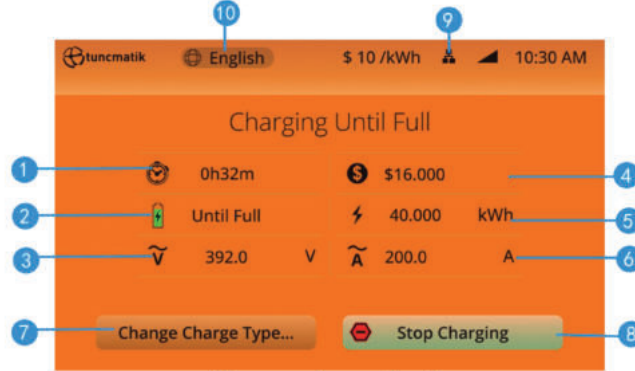 10 9
tuncmatik English $ 10 /kWh 10:30 AM
Charging Until Full
1 0h32m $ $16.000 4
2 Until Full 40.000 kWh 5
3 V 392.0 V A 200.0 A 6
7 Change Charge Type... Stop Charging 8